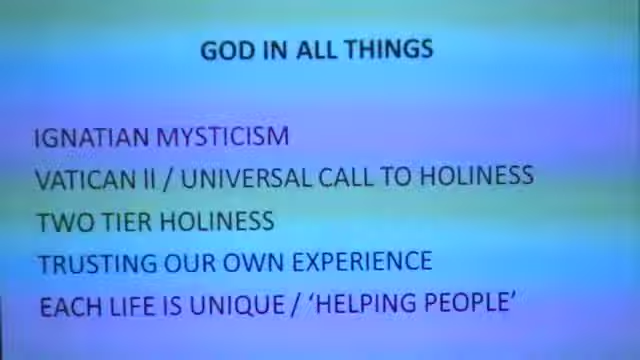 GOD IN ALL THINGS
IGNATIAN MYSTICISM
VATICAN II / UNIVERSAL CALL TO HOLINESS
TWO TIER HOLINESS
TRUSTING OUR OWN EXPERIENCE
EACH LIFE IS UNIQUE / ‘HELPING PEOPLE’